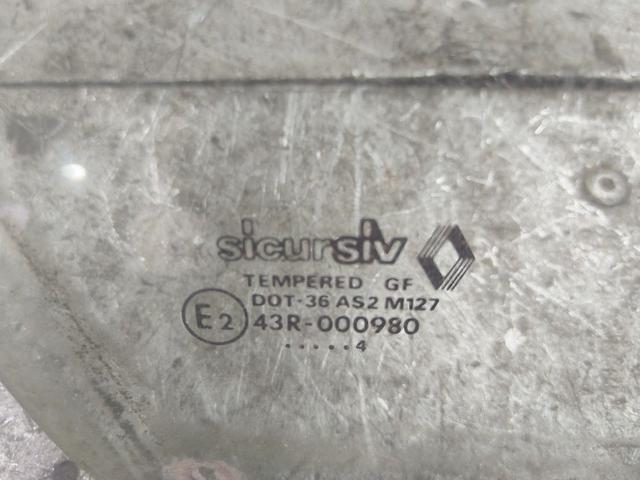 sicursiv
TEMPERED GF
DOT-36 AS2 M127
E2 43R-000980
.....4